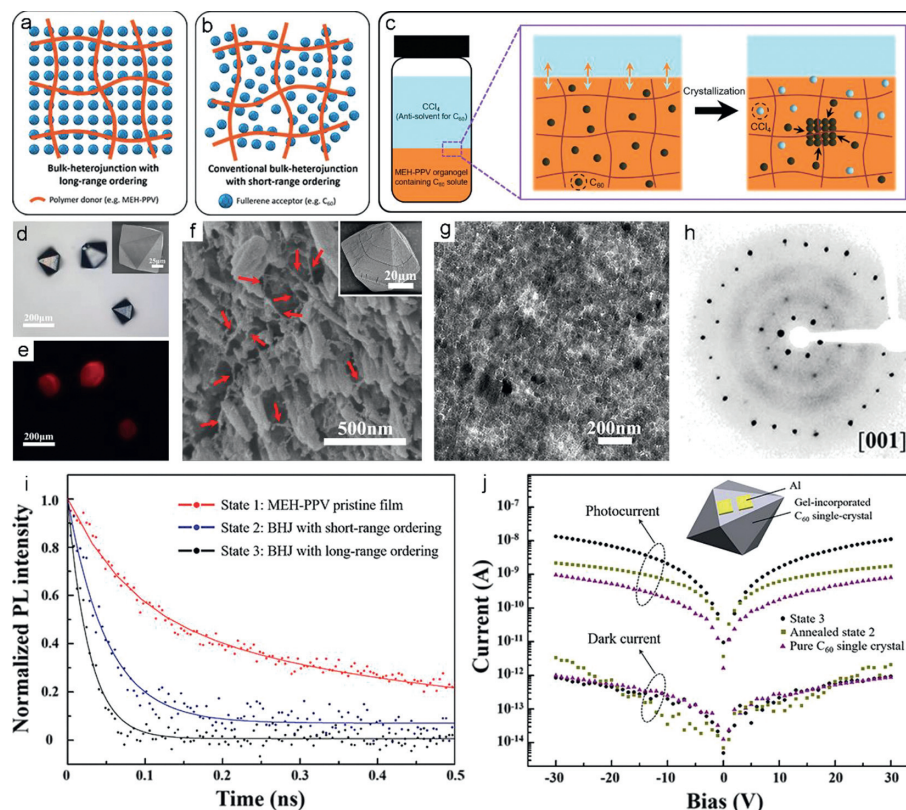 a
Bulk-heterojunction with
long-range ordering
Polymer donor (e.g. MEH-PPV)
b
Conventional bulk-heterojunction
with short-range ordering
Fullerene acceptor (e.g. C₆₀)
c
CCl₄
(Anti-solvent for C₆₀)
MEH-PPV organogel
containing C₆₀ solute
C₆₀
Crystallization
CCl₄
d
25μm
200μm
e
200μm
f
20μm
500nm
g
200nm
h
[001]
i
Normalized PL intensity
1.0
0.8
0.6
0.4
0.2
0
State 1: MEH-PPV pristine film
State 2: BHJ with short-range ordering
State 3: BHJ with long-range ordering
0
0.1
0.2
0.3
0.4
0.5
Time (ns)
j
Current (A)
10⁻⁷
10⁻⁸
10⁻⁹
10⁻¹⁰
10⁻¹¹
10⁻¹²
10⁻¹³
10⁻¹⁴
Photocurrent
Al
Gel-incorporated
C₆₀ single-crystal
State 3
Annealed state 2
Pure C₆₀ single crystal
Dark current
-30
-20
-10
0
10
20
30
Bias (V)